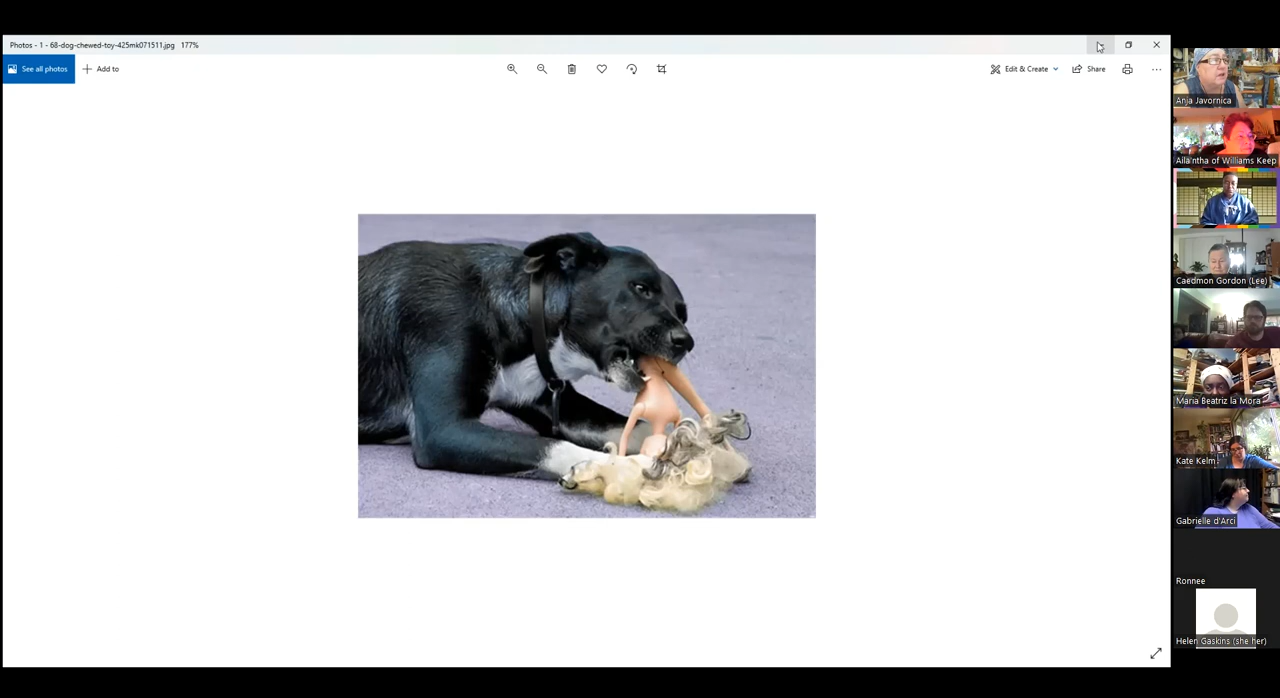 Photos - 1 - 68-dog-chewed-toy-425mk071511.jpg 177%
See all photos
Add to
Edit & Create
Share
Anja Javornica
Aila'ntha of Williams Keep
Caedmon Gordon (Lee)
Maria Beatriz la Mora
Kate Kelm
Gabrielle d'Arci
Ronnee
Helen Gaskins (she her)